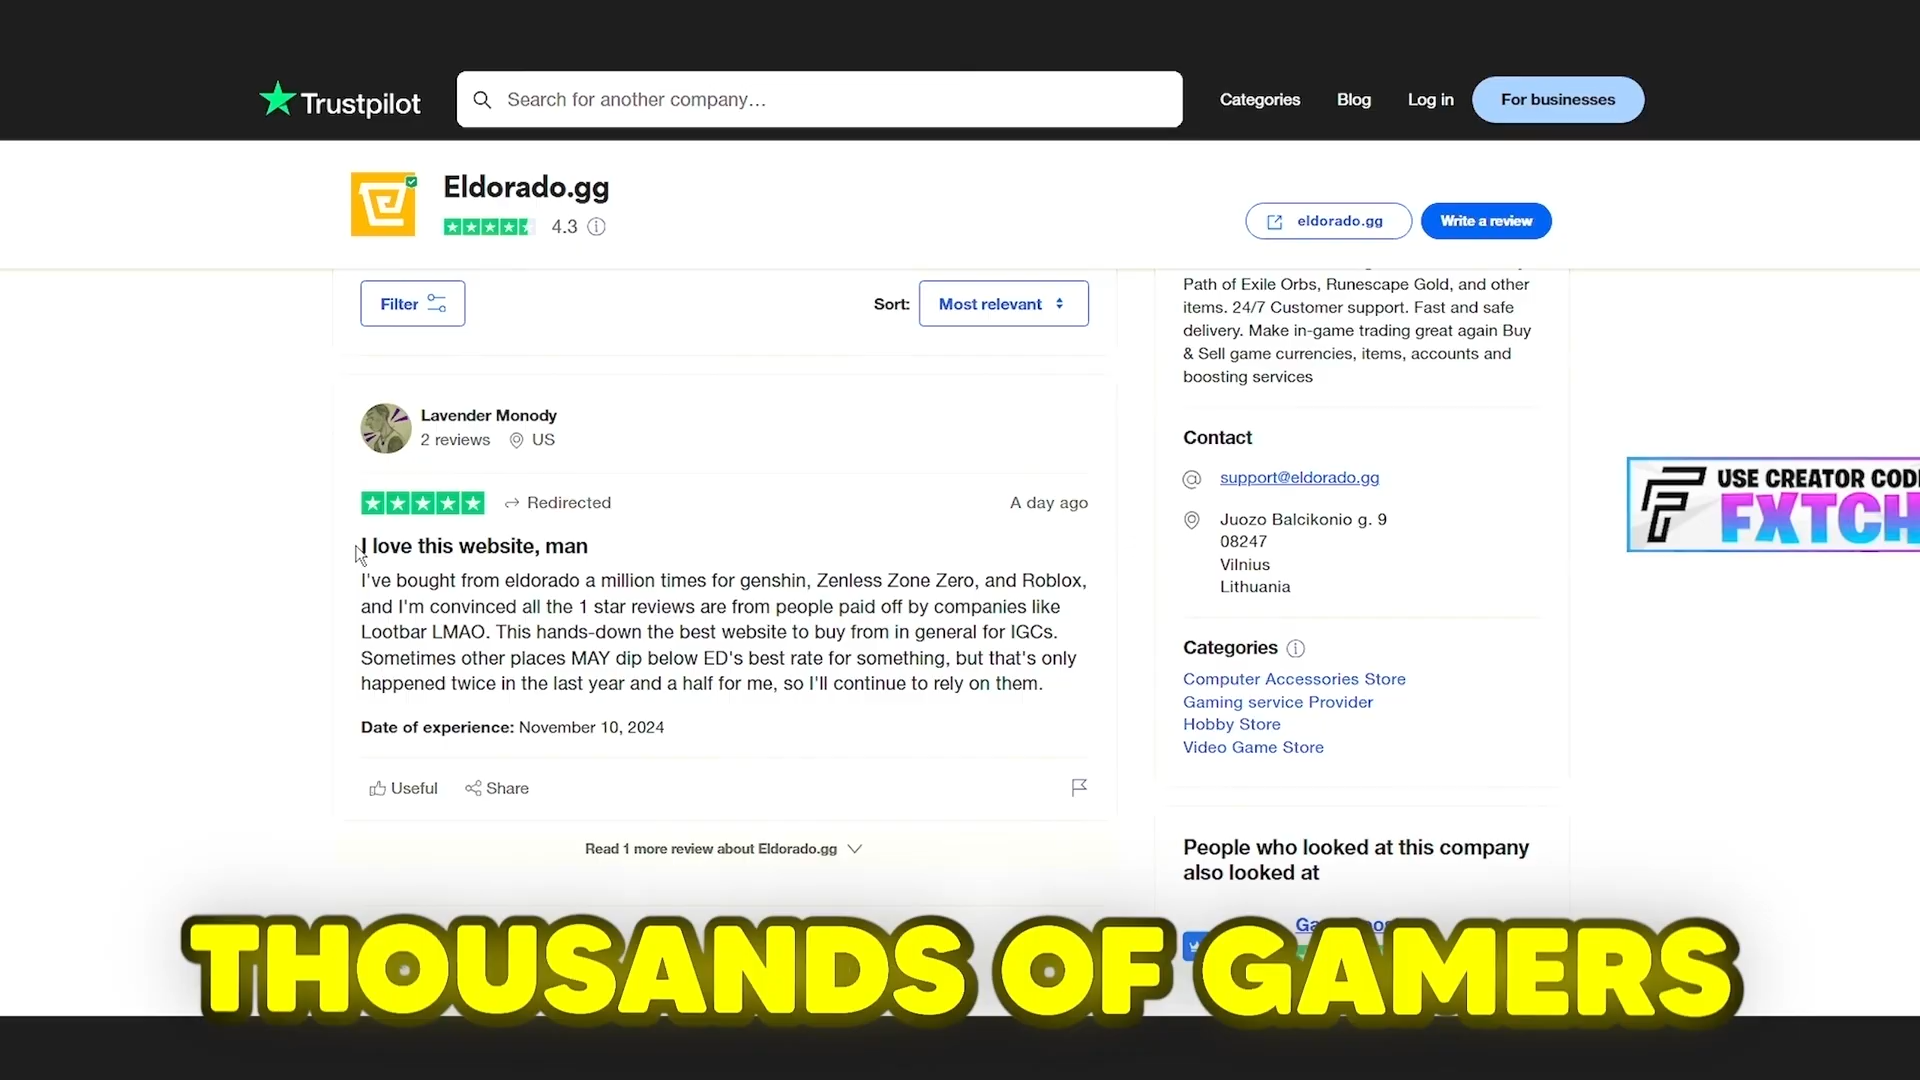 Trustpilot
Search for another company…
Categories
Blog
Log in
For businesses
Eldorado.gg
4.3
eldorado.gg
Write a review
Filter
Sort:
Most relevant
Lavender Monody
2 reviews
US
Redirected
A day ago
I love this website, man
I've bought from eldorado a million times for genshin, Zenless Zone Zero, and Roblox,
and I'm convinced all the 1 star reviews are from people paid off by companies like
Lootbar LMAO. This hands-down the best website to buy from in general for IGCs.
Sometimes other places MAY dip below ED's best rate for something, but that's only
happened twice in the last year and a half for me, so I'll continue to rely on them.
Date of experience: November 10, 2024
Useful
Share
Read 1 more review about Eldorado.gg
Path of Exile Orbs, Runescape Gold, and other
items. 24/7 Customer support. Fast and safe
delivery. Make in-game trading great again Buy
& Sell game currencies, items, accounts and
boosting services
Contact
support@eldorado.gg
Juozo Balcikonio g. 9
08247
Vilnius
Lithuania
Categories
Computer Accessories Store
Gaming service Provider
Hobby Store
Video Game Store
People who looked at this company
also looked at
USE CREATOR CODE
FXTCH
THOUSANDS OF GAMERS